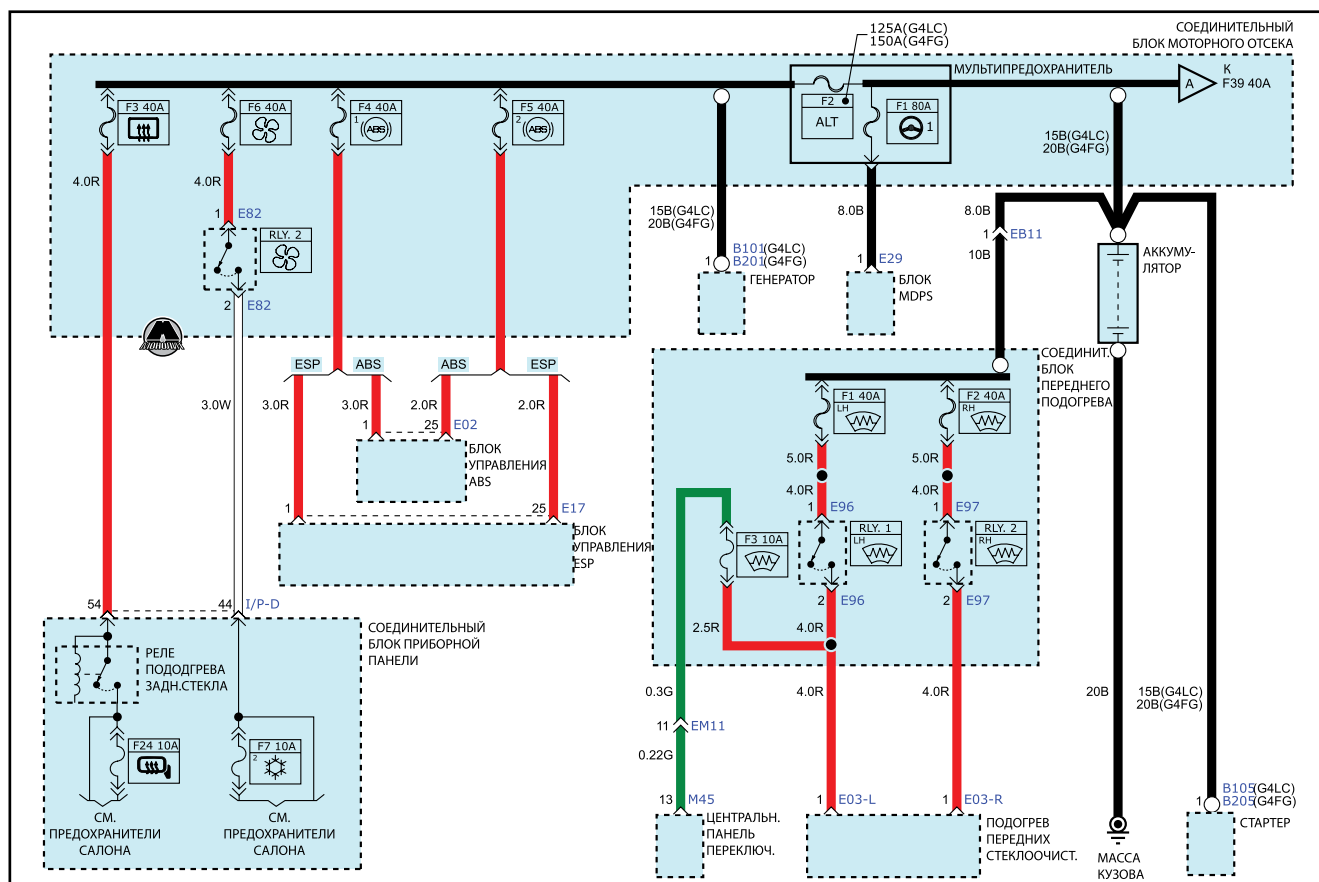 СОЕДИНИТЕЛЬНЫЙ
БЛОК МОТОРНОГО ОТСЕКА
125A(G4LC)
150A(G4FG)
МУЛЬТИПРЕДОХРАНИТЕЛЬ
A
К
F39 40A
F3 40A
F6 40A
F4 40A
1
ABS
F5 40A
2
ABS
F2
ALT
F1 80A
1
15B(G4LC)
20B(G4FG)
4.0R
4.0R
1
E82
RLY. 2
2
E82
15B(G4LC)
20B(G4FG)
1
B101(G4LC)
B201(G4FG)
ГЕНЕРАТОР
8.0B
1
E29
БЛОК
MDPS
8.0B
1
EB11
10B
АККУМУ-
ЛЯТОР
ESP
ABS
ABS
ESP
3.0W
3.0R
3.0R
2.0R
2.0R
1
25
E02
БЛОК
УПРАВЛЕНИЯ
ABS
1
25
E17
БЛОК
УПРАВЛЕНИЯ
ESP
СОЕДИНИТ.
БЛОК
ПЕРЕДНЕГО
ПОДОГРЕВА
F1 40A
LH
F2 40A
RH
5.0R
5.0R
4.0R
4.0R
1
E96
1
E97
F3 10A
RLY. 1
LH
RLY. 2
RH
2
E96
2
E97
2.5R
4.0R
54
44
I/P-D
СОЕДИНИТЕЛЬНЫЙ
БЛОК ПРИБОРНОЙ
ПАНЕЛИ
РЕЛЕ
ПОДОДГРЕВА
ЗАДН.СТЕКЛА
F24 10A
F7 10A
2
СМ.
ПРЕДОХРАНИТЕЛИ
САЛОНА
СМ.
ПРЕДОХРАНИТЕЛИ
САЛОНА
0.3G
4.0R
4.0R
20B
15B(G4LC)
20B(G4FG)
11
EM11
0.22G
13
M45
ЦЕНТРАЛЬН.
ПАНЕЛЬ
ПЕРЕКЛЮЧ.
1
E03-L
1
E03-R
ПОДОГРЕВ
ПЕРЕДНИХ
СТЕКЛООЧИСТ.
МАССА
КУЗОВА
1
B105(G4LC)
B205(G4FG)
СТАРТЕР